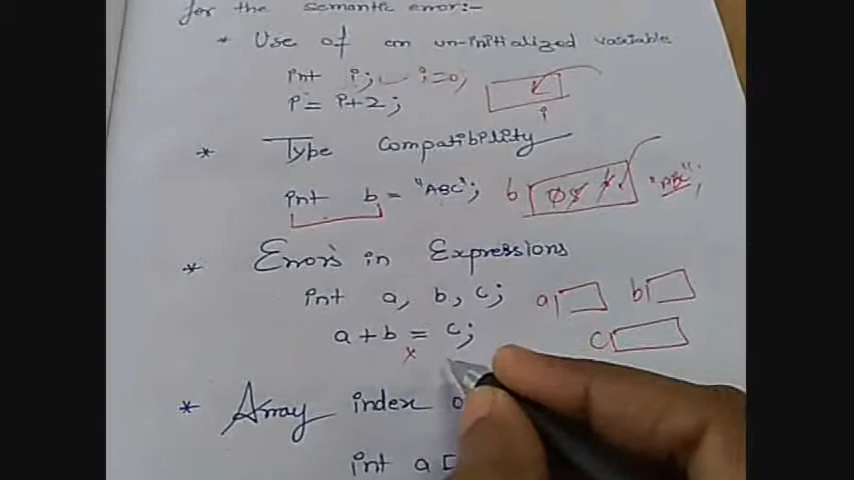 for the semantic error:-
* Use of an un-initialized variable
int i; i=0;
i = i+2; i
* Type Compatibility
int b = "ABC"; b "ABC";
* Errors in Expressions
int a, b, c; a b
a + b = c; c
x
* Array index
int a [